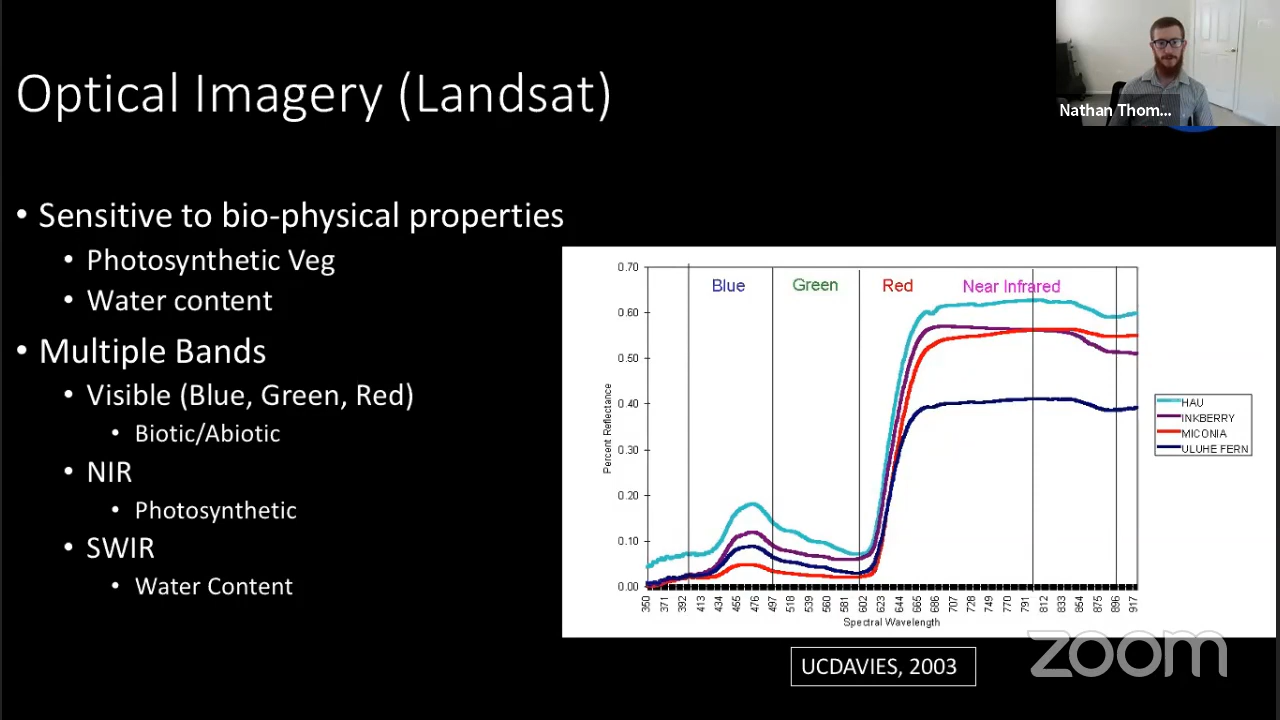 Optical Imagery (Landsat)
Nathan Thom...
• Sensitive to bio-physical properties
• Photosynthetic Veg
• Water content
• Multiple Bands
• Visible (Blue, Green, Red)
• Biotic/Abiotic
• NIR
• Photosynthetic
• SWIR
• Water Content
Blue Green Red Near Infrared
Percent Reflectance
0.70
0.60
0.50
0.40
0.30
0.20
0.10
0.00
350 371 392 413 434 455 476 497 518 539 560 581 602 623 644 665 686 707 728 749 770 791 812 833 854 875 896 917
Spectral Wavelength
HAU
INKBERRY
MICONIA
ULUHE FERN
UCDAVIES, 2003
zoom